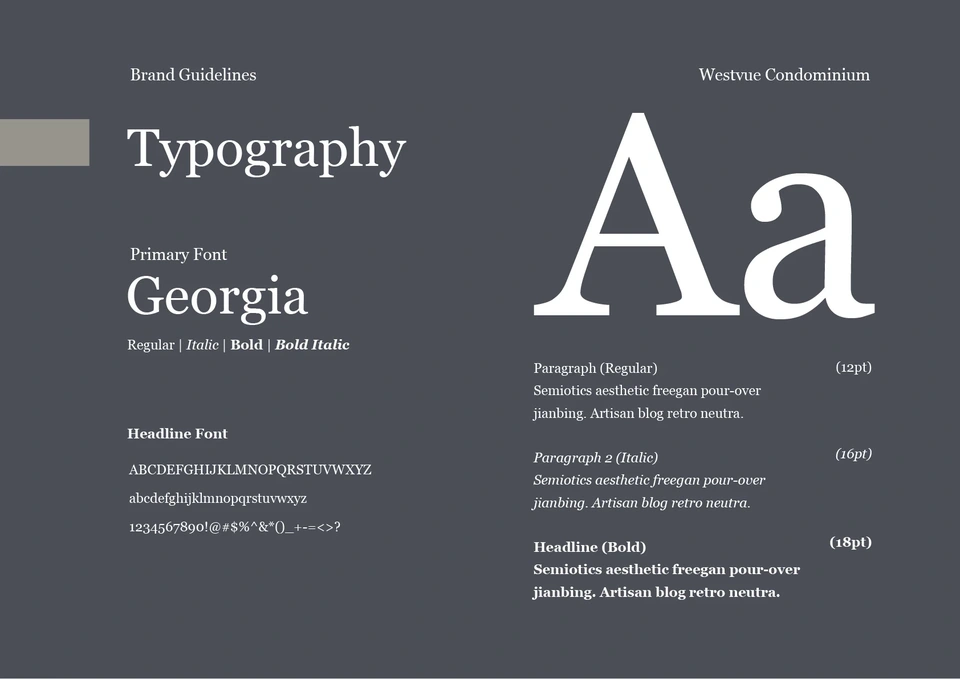 Brand Guidelines
Westvue Condominium
Typography
Aa
Primary Font
Georgia
Regular | Italic | Bold | Bold Italic
Headline Font
ABCDEFGHIJKLMNOPQRSTUVWXYZ
abcdefghijklmnopqrstuvwxyz
1234567890!@#$%^&*()_+-=<>?
Paragraph (Regular) (12pt)
Semiotics aesthetic freegan pour-over
jianbing. Artisan blog retro neutra.
Paragraph 2 (Italic) (16pt)
Semiotics aesthetic freegan pour-over
jianbing. Artisan blog retro neutra.
Headline (Bold) (18pt)
Semiotics aesthetic freegan pour-over
jianbing. Artisan blog retro neutra.